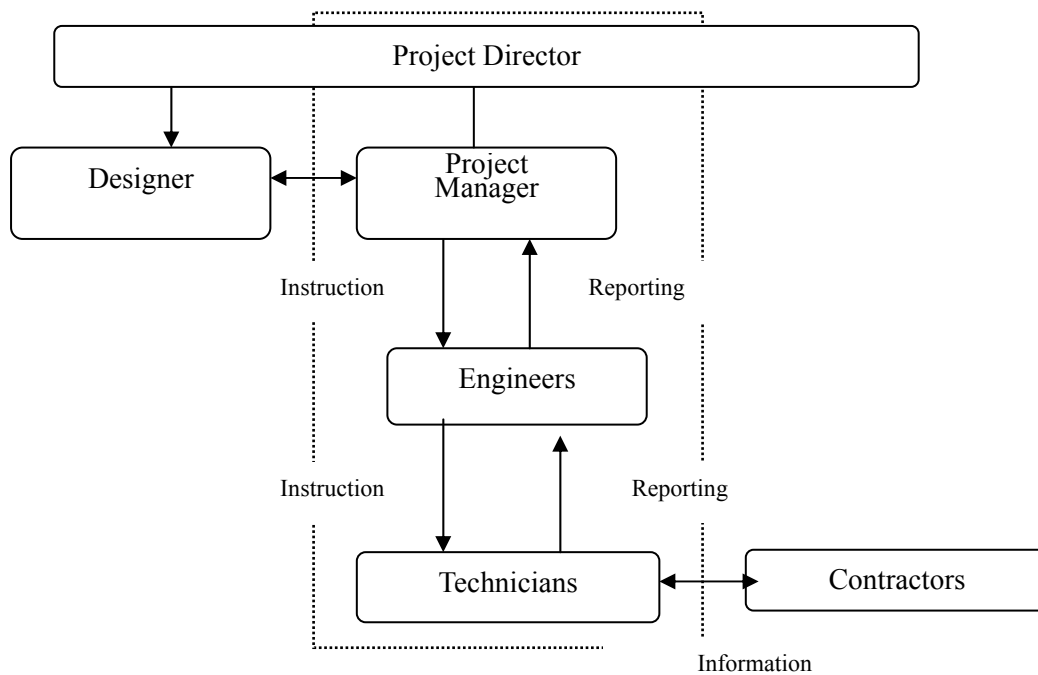 Project Director
Designer
Project
Manager
Instruction
Reporting
Engineers
Instruction
Reporting
Technicians
Contractors
Information